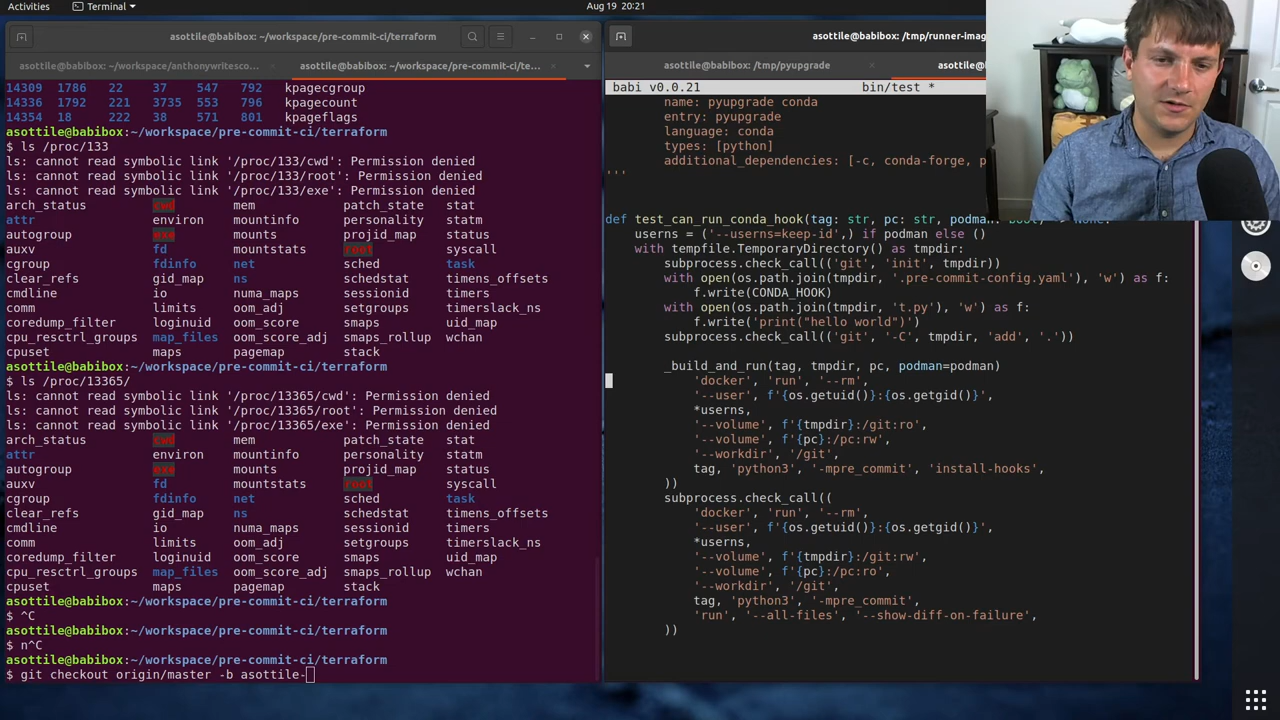 Activities
Terminal
Aug 19 20:21
asottile@babibox: ~/workspace/pre-commit-ci/terraform
asottile@babibox: ~/workspace/anthonywritesco...
asottile@babibox: ~/workspace/pre-commit-ci/te...
14309 1786 22 37 547 792 kpagecgroup
14336 1792 221 3735 553 796 kpagecount
14354 18 222 38 571 801 kpageflags
asottile@babibox:~/workspace/pre-commit-ci/terraform
$ ls /proc/133
ls: cannot read symbolic link '/proc/133/cwd': Permission denied
ls: cannot read symbolic link '/proc/133/root': Permission denied
ls: cannot read symbolic link '/proc/133/exe': Permission denied
arch_status cwd mem patch_state stat
attr environ mountinfo personality statm
autogroup exe mounts projid_map status
auxv fd mountstats root syscall
cgroup fdinfo net sched task
clear_refs gid_map ns schedstat timens_offsets
cmdline io numa_maps sessionid timers
comm limits oom_adj setgroups timerslack_ns
coredump_filter loginuid oom_score smaps uid_map
cpu_resctrl_groups map_files oom_score_adj smaps_rollup wchan
cpuset maps pagemap stack
asottile@babibox:~/workspace/pre-commit-ci/terraform
$ ls /proc/13365/
ls: cannot read symbolic link '/proc/13365/cwd': Permission denied
ls: cannot read symbolic link '/proc/13365/root': Permission denied
ls: cannot read symbolic link '/proc/13365/exe': Permission denied
arch_status cwd mem patch_state stat
attr environ mountinfo personality statm
autogroup exe mounts projid_map status
auxv fd mountstats root syscall
cgroup fdinfo net sched task
clear_refs gid_map ns schedstat timens_offsets
cmdline io numa_maps sessionid timers
comm limits oom_adj setgroups timerslack_ns
coredump_filter loginuid oom_score smaps uid_map
cpu_resctrl_groups map_files oom_score_adj smaps_rollup wchan
cpuset maps pagemap stack
asottile@babibox:~/workspace/pre-commit-ci/terraform
$ ^C
asottile@babibox:~/workspace/pre-commit-ci/terraform
$ n^C
asottile@babibox:~/workspace/pre-commit-ci/terraform
$ git checkout origin/master -b asottile-
asottile@babibox: /tmp/runner-imag
asottile@babibox: /tmp/pyupgrade
asottile@bab
babi v0.0.21 bin/test *
name: pyupgrade conda
entry: pyupgrade
language: conda
types: [python]
additional_dependencies: [-c, conda-forge, p
'''
def test_can_run_conda_hook(tag: str, pc: str, podman: bool) -> None:
userns = ('--userns=keep-id',) if podman else ()
with tempfile.TemporaryDirectory() as tmpdir:
subprocess.check_call(('git', 'init', tmpdir))
with open(os.path.join(tmpdir, '.pre-commit-config.yaml'), 'w') as f:
f.write(CONDA_HOOK)
with open(os.path.join(tmpdir, 't.py'), 'w') as f:
f.write('print("hello world")')
subprocess.check_call(('git', '-C', tmpdir, 'add', '.'))
_build_and_run(tag, tmpdir, pc, podman=podman)
'docker', 'run', '--rm',
'--user', f'{os.getuid()}:{os.getgid()}',
*userns,
'--volume', f'{tmpdir}:/git:ro',
'--volume', f'{pc}:/pc:rw',
'--workdir', '/git',
tag, 'python3', '-mpre_commit', 'install-hooks',
))
subprocess.check_call((
'docker', 'run', '--rm',
'--user', f'{os.getuid()}:{os.getgid()}',
*userns,
'--volume', f'{tmpdir}:/git:rw',
'--volume', f'{pc}:/pc:ro',
'--workdir', '/git',
tag, 'python3', '-mpre_commit',
'run', '--all-files', '--show-diff-on-failure',
))